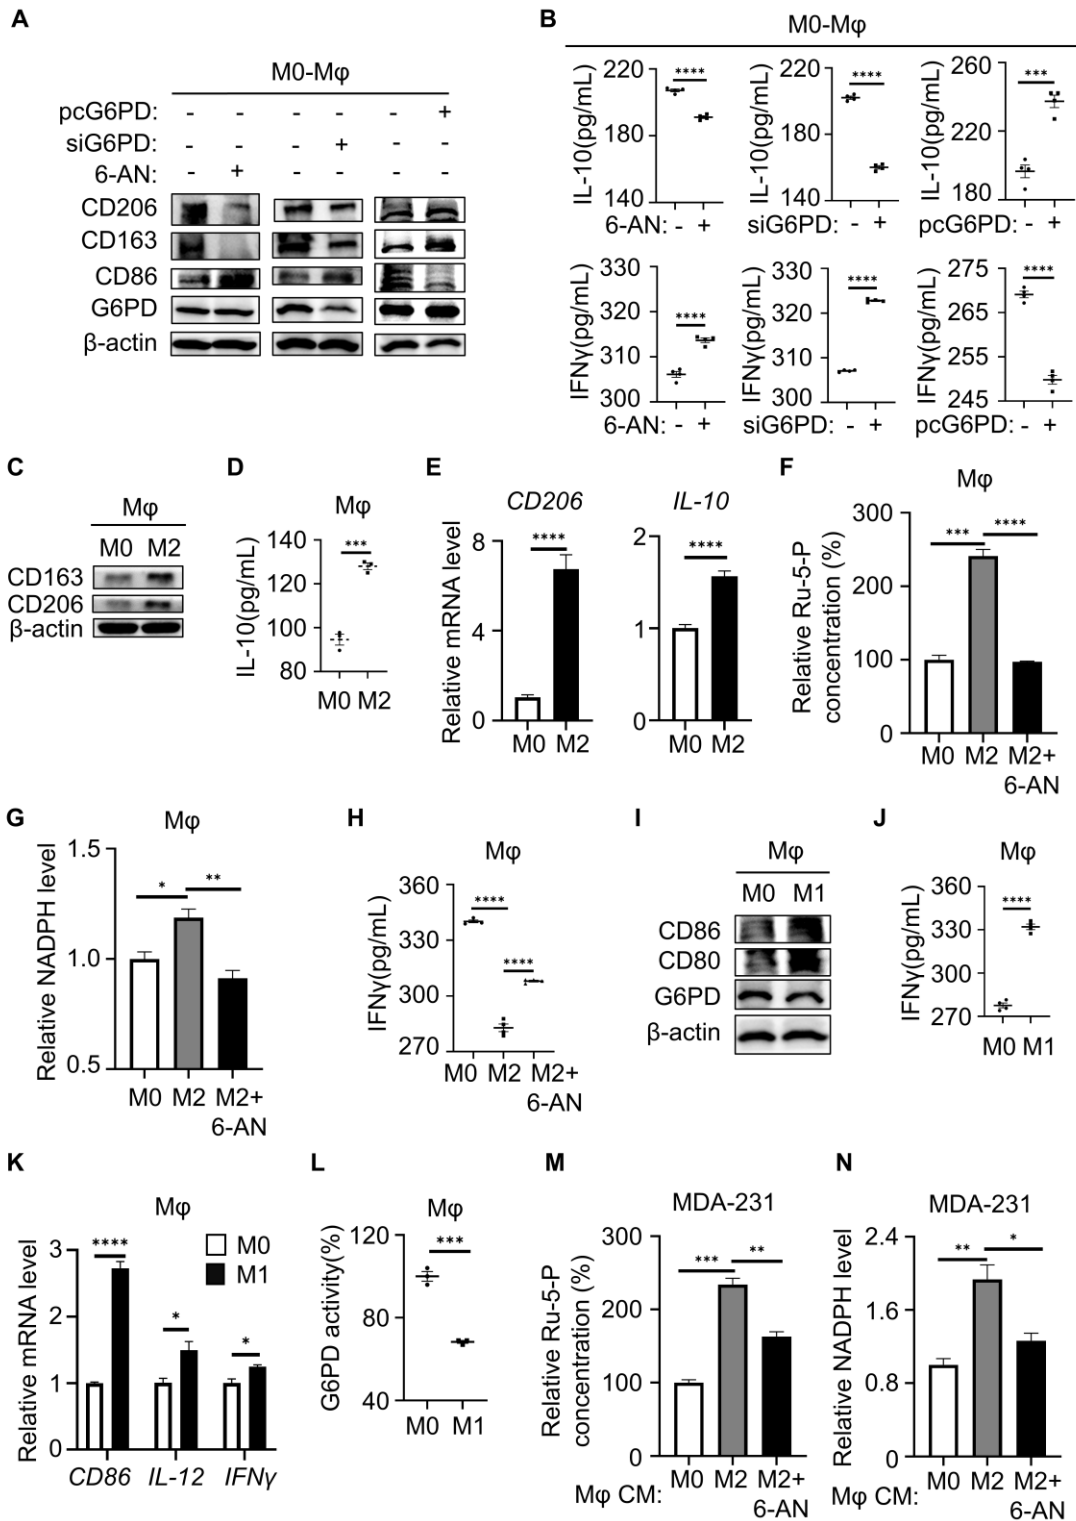 A
M0-Mφ
pcG6PD: - - - - - +
siG6PD: - - - + - -
6-AN: - + - - - -
CD206
CD163
CD86
G6PD
β-actin
B
M0-Mφ
IL-10(pg/mL)
220
180
140
****
6-AN: - +
IL-10(pg/mL)
220
180
140
****
siG6PD: - +
IL-10(pg/mL)
260
220
180
***
pcG6PD: - +
IFNγ(pg/mL)
330
320
310
300
****
6-AN: - +
IFNγ(pg/mL)
330
320
310
300
****
siG6PD: - +
IFNγ(pg/mL)
275
265
255
245
****
pcG6PD: - +
C
Mφ
M0 M2
CD163
CD206
β-actin
D
Mφ
IL-10(pg/mL)
140
120
100
80
***
M0 M2
E
Relative mRNA level
CD206
8
4
0
****
M0 M2
IL-10
2
1
0
****
M0 M2
F
Mφ
Relative Ru-5-P
concentration (%)
300
200
100
0
*** ****
M0 M2 M2+
6-AN
G
Mφ
Relative NADPH level
1.5
1.0
0.5
* **
M0 M2 M2+
6-AN
H
Mφ
IFNγ(pg/mL)
360
330
300
270
****
****
M0 M2 M2+
6-AN
I
Mφ
M0 M1
CD86
CD80
G6PD
β-actin
J
Mφ
IFNγ(pg/mL)
360
330
300
270
****
M0 M1
K
Mφ
Relative mRNA level
3
2
1
0
M0
M1
****
*
*
CD86 IL-12 IFNγ
L
Mφ
G6PD activity(%)
120
80
40
***
M0 M1
M
MDA-231
Relative Ru-5-P
concentration (%)
300
200
100
0
*** **
Mφ CM: M0 M2 M2+
6-AN
N
MDA-231
Relative NADPH level
2.4
1.6
0.8
0
** *
Mφ CM: M0 M2 M2+
6-AN